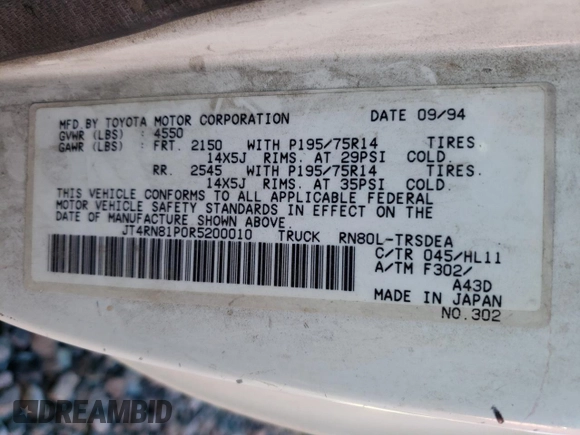 MFD BY TOYOTA MOTOR CORPORATION DATE 09/94
GVWR (LBS) : 4550
GAWR (LBS) : FRT. 2150 WITH P195/75R14 TIRES.
14X5J RIMS. AT 29PSI COLD.
RR. 2545 WITH P195/75R14 TIRES.
14X5J RIMS. AT 35PSI COLD.
THIS VEHICLE CONFORMS TO ALL APPLICABLE FEDERAL
MOTOR VEHICLE SAFETY STANDARDS IN EFFECT ON THE
DATE OF MANUFACTURE SHOWN ABOVE.
JT4RN81P0R5200010 TRUCK RN80L-TRSDEA
C/TR 045/HL11
A/TM F302/
A43D
MADE IN JAPAN
NO.302
DREAMBID